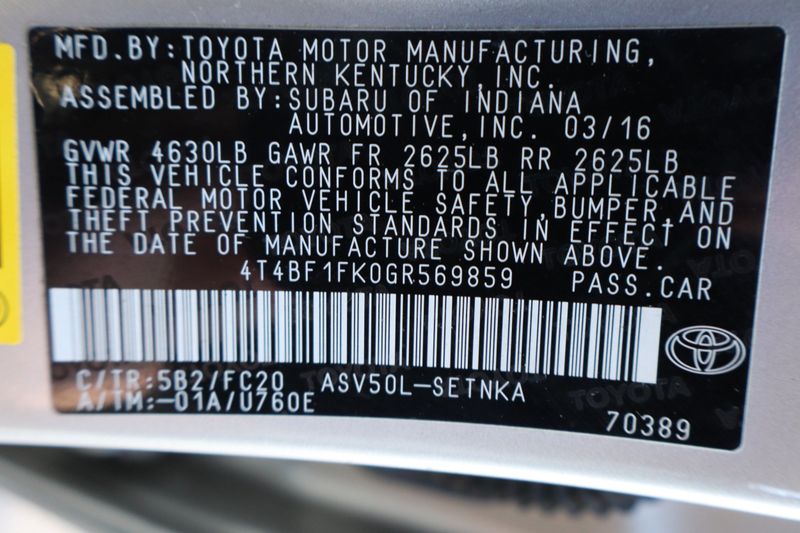 MFD.BY:TOYOTA MOTOR MANUFACTURING,
NORTHERN KENTUCKY,INC.
ASSEMBLED BY:SUBARU OF INDIANA
AUTOMOTIVE,INC. 03/16
GVWR 4630LB GAWR FR 2625LB RR 2625LB
THIS VEHICLE CONFORMS TO ALL APPLICABLE
FEDERAL MOTOR VEHICLE SAFETY,BUMPER,AND
THEFT PREVENTION STANDARDS IN EFFECT ON
THE DATE OF MANUFACTURE SHOWN ABOVE.
4T4BF1FK0GR569859 PASS.CAR
C/TR:5B2/FC20 ASV50L-SETNKA
A/TM:-01A/U760E
70389